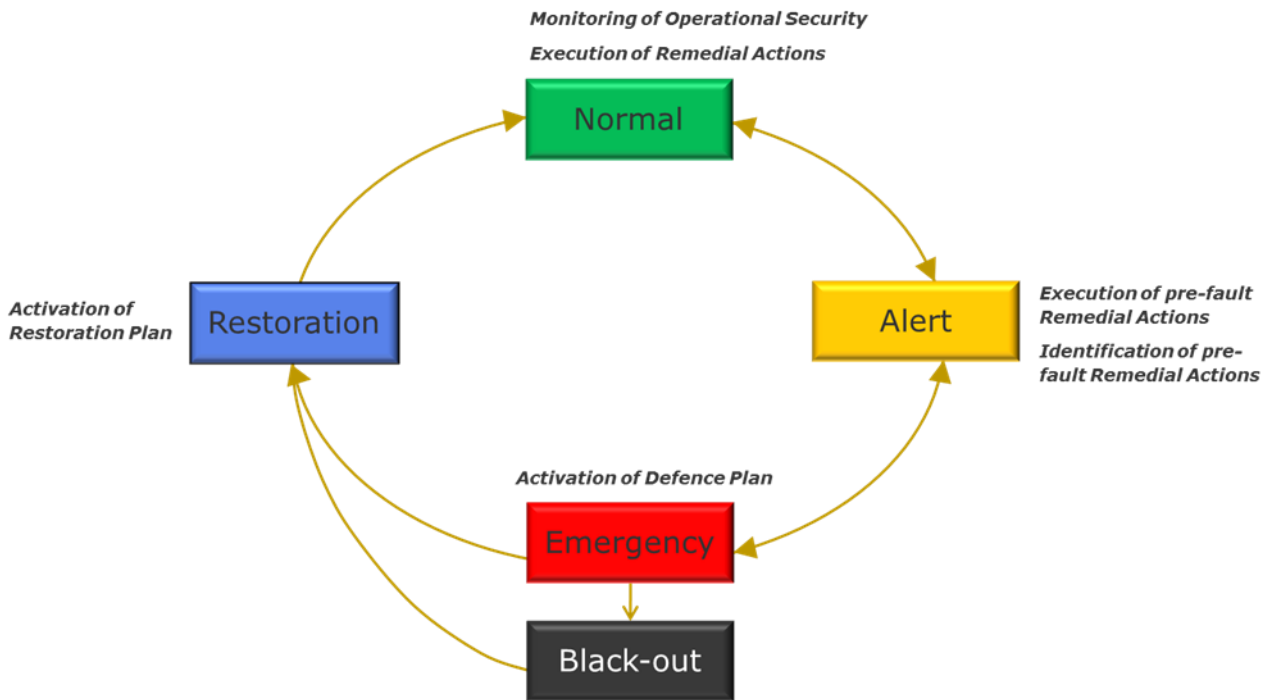 Monitoring of Operational Security
Execution of Remedial Actions
Normal
Activation of
Restoration Plan
Restoration
Alert
Execution of pre-fault
Remedial Actions
Identification of pre-
fault Remedial Actions
Activation of Defence Plan
Emergency
Black-out